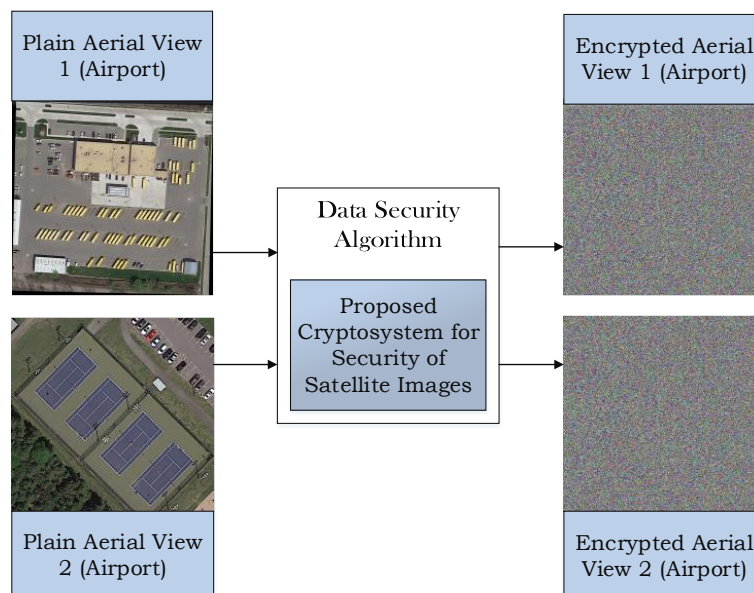 Plain Aerial View
1 (Airport)
Encrypted Aerial
View 1 (Airport)
Data Security
Algorithm
Proposed
Cryptosystem for
Security of
Satellite Images
Plain Aerial View
2 (Airport)
Encrypted Aerial
View 2 (Airport)